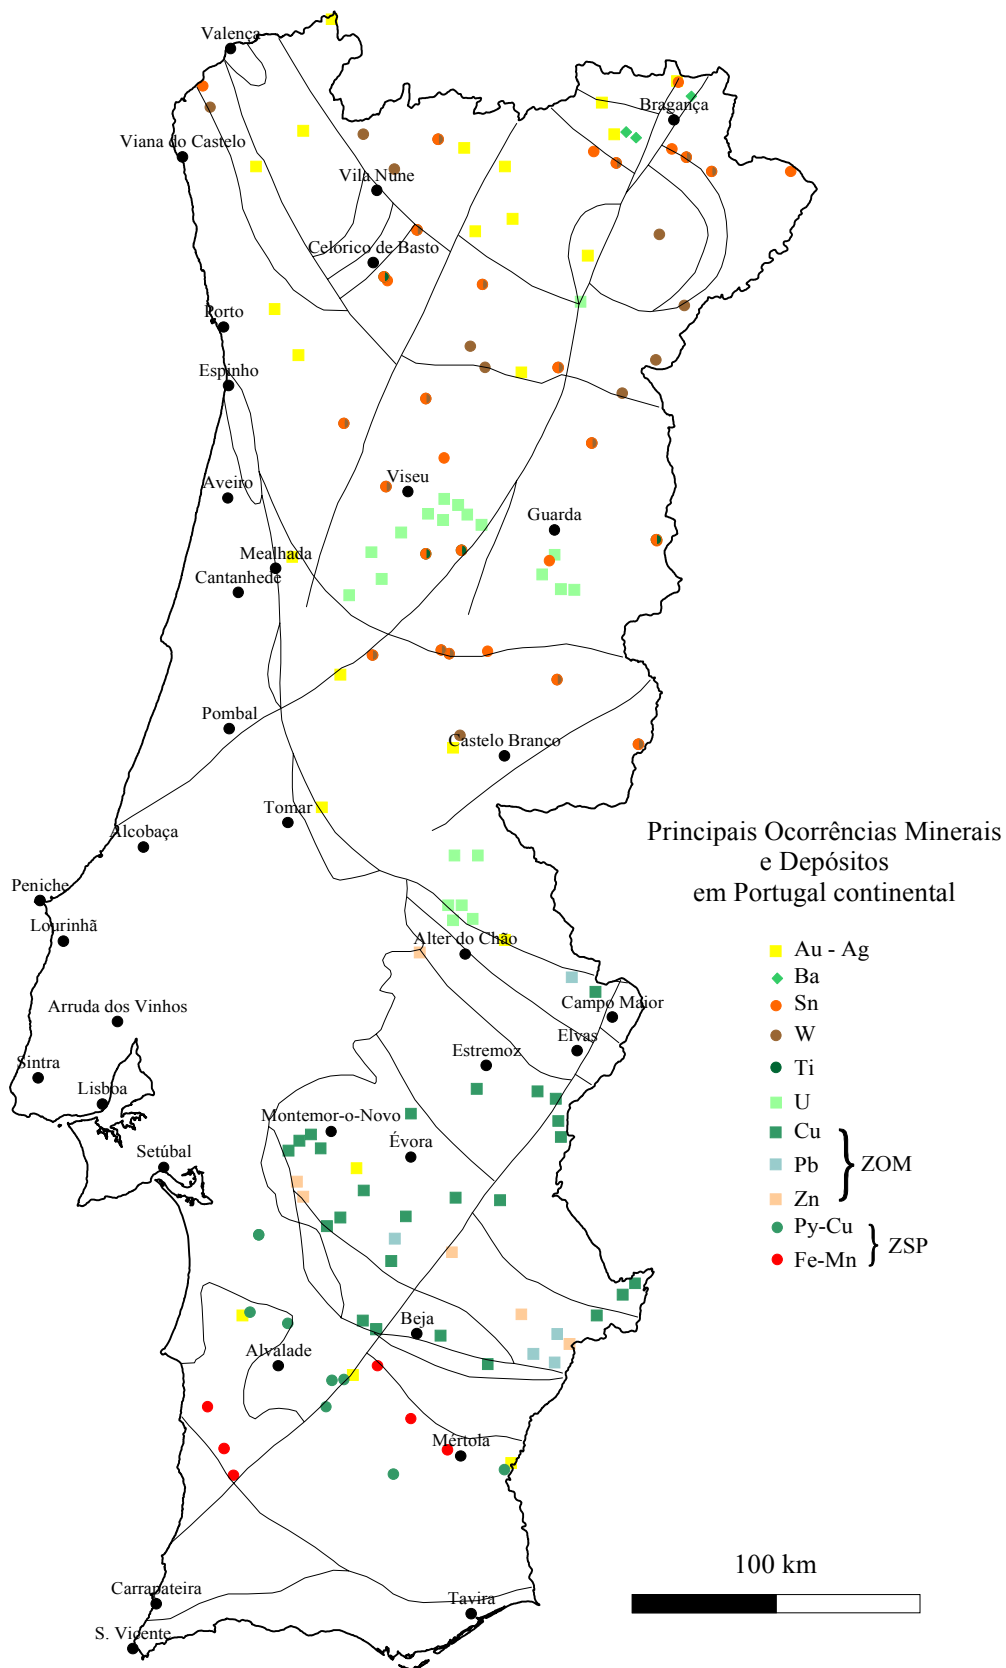 Valença
Bragança
Viana do Castelo
Vila Nune
Celorico de Basto
Porto
Espinho
Viseu
Aveiro
Guarda
Mealhada
Cantanhede
Pombal
Castelo Branco
Tomar
Alcobaça
Peniche
Lourinhã
Alter do Chão
Campo Maior
Arruda dos Vinhos
Elvas
Estremoz
Sintra
Lisboa
Montemor-o-Novo
Évora
Setúbal
Beja
Alvalade
Mértola
Carrapateira
Tavira
S. Vicente
Principais Ocorrências Minerais
e Depósitos
em Portugal continental
Au - Ag
Ba
Sn
W
Ti
U
Cu
Pb
Zn
ZOM
Py-Cu
Fe-Mn
ZSP
100 km